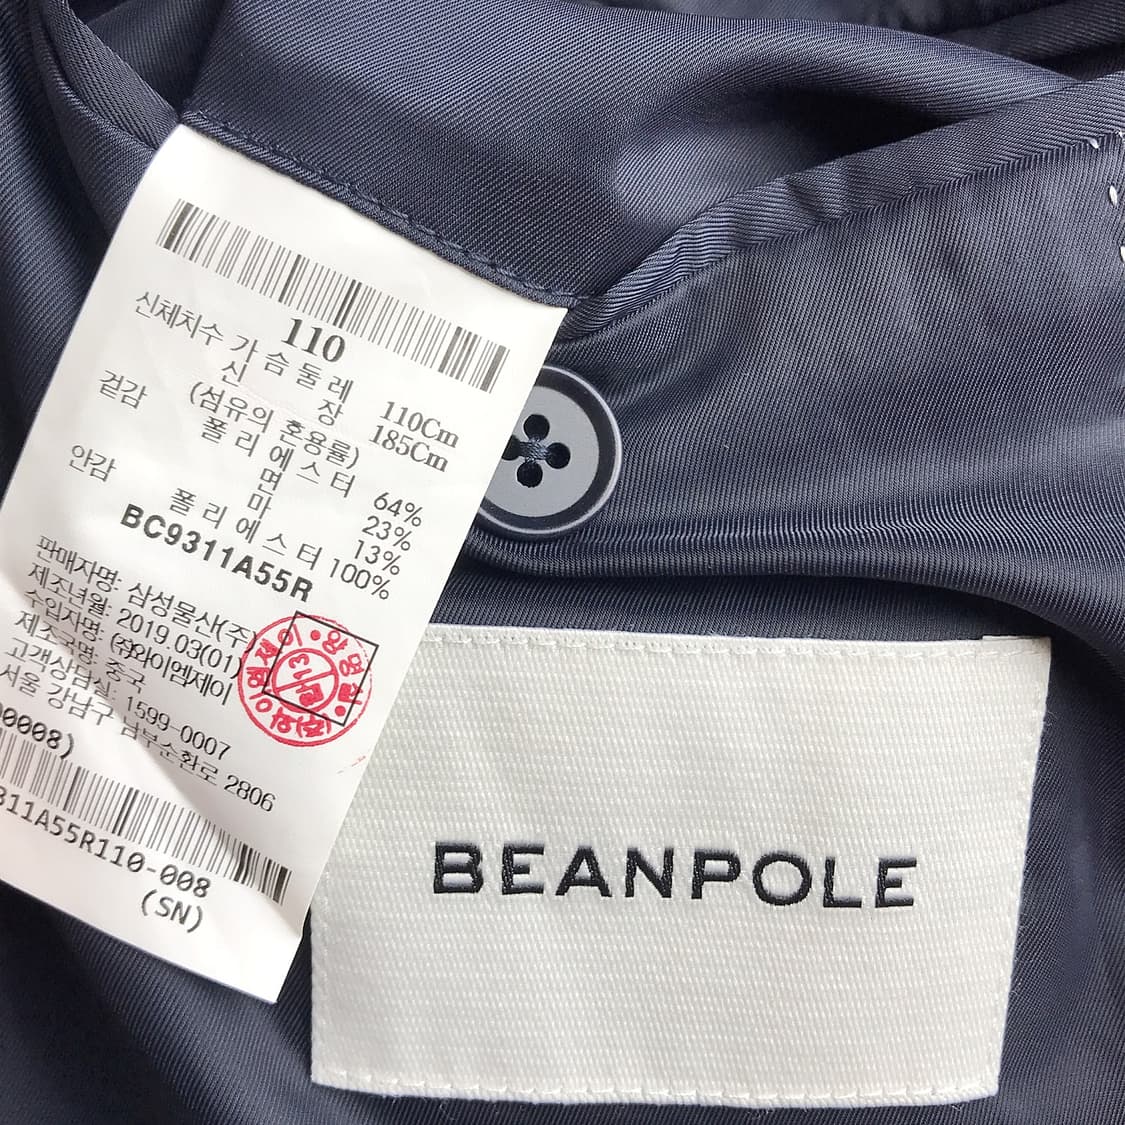 110
신체치수 가슴둘레 110Cm
신장 185Cm
(섬유의 혼용률)
겉감 폴리에스터 64%
면 23%
마 13%
안감 폴리에스터 100%
BC9311A55R
판매자명: 삼성물산(주)
제조년월: 2019.03(01)
수입자명: ㈜와이엠제이
제조국명: 중국
고객상담실: 1599-0007
서울 강남구 남부순환로 2806
0008)
311A55R110-008
(SN)
BEANPOLE